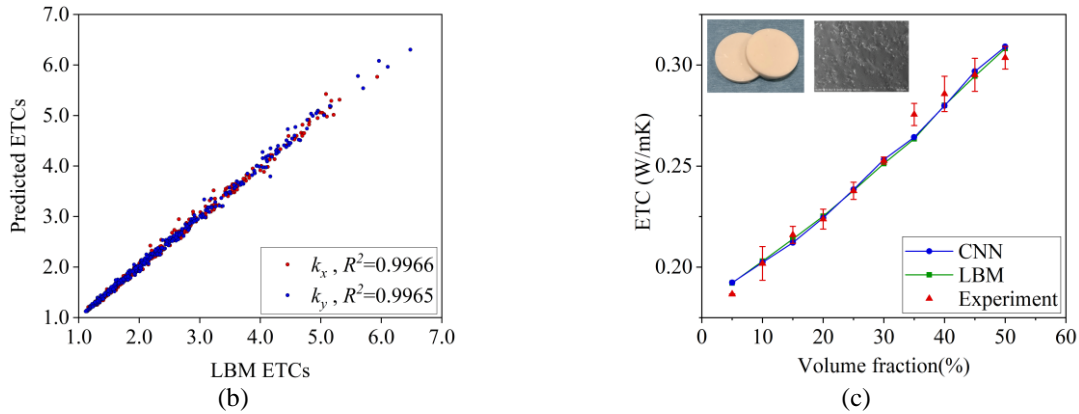 7.0
6.0
5.0
4.0
3.0
2.0
1.0
Predicted ETCs
k_x , R²=0.9966
k_y , R²=0.9965
1.0 2.0 3.0 4.0 5.0 6.0 7.0
LBM ETCs
(b)
0.30
0.25
0.20
ETC (W/mK)
CNN
LBM
Experiment
0 10 20 30 40 50 60
Volume fraction(%)
(c)